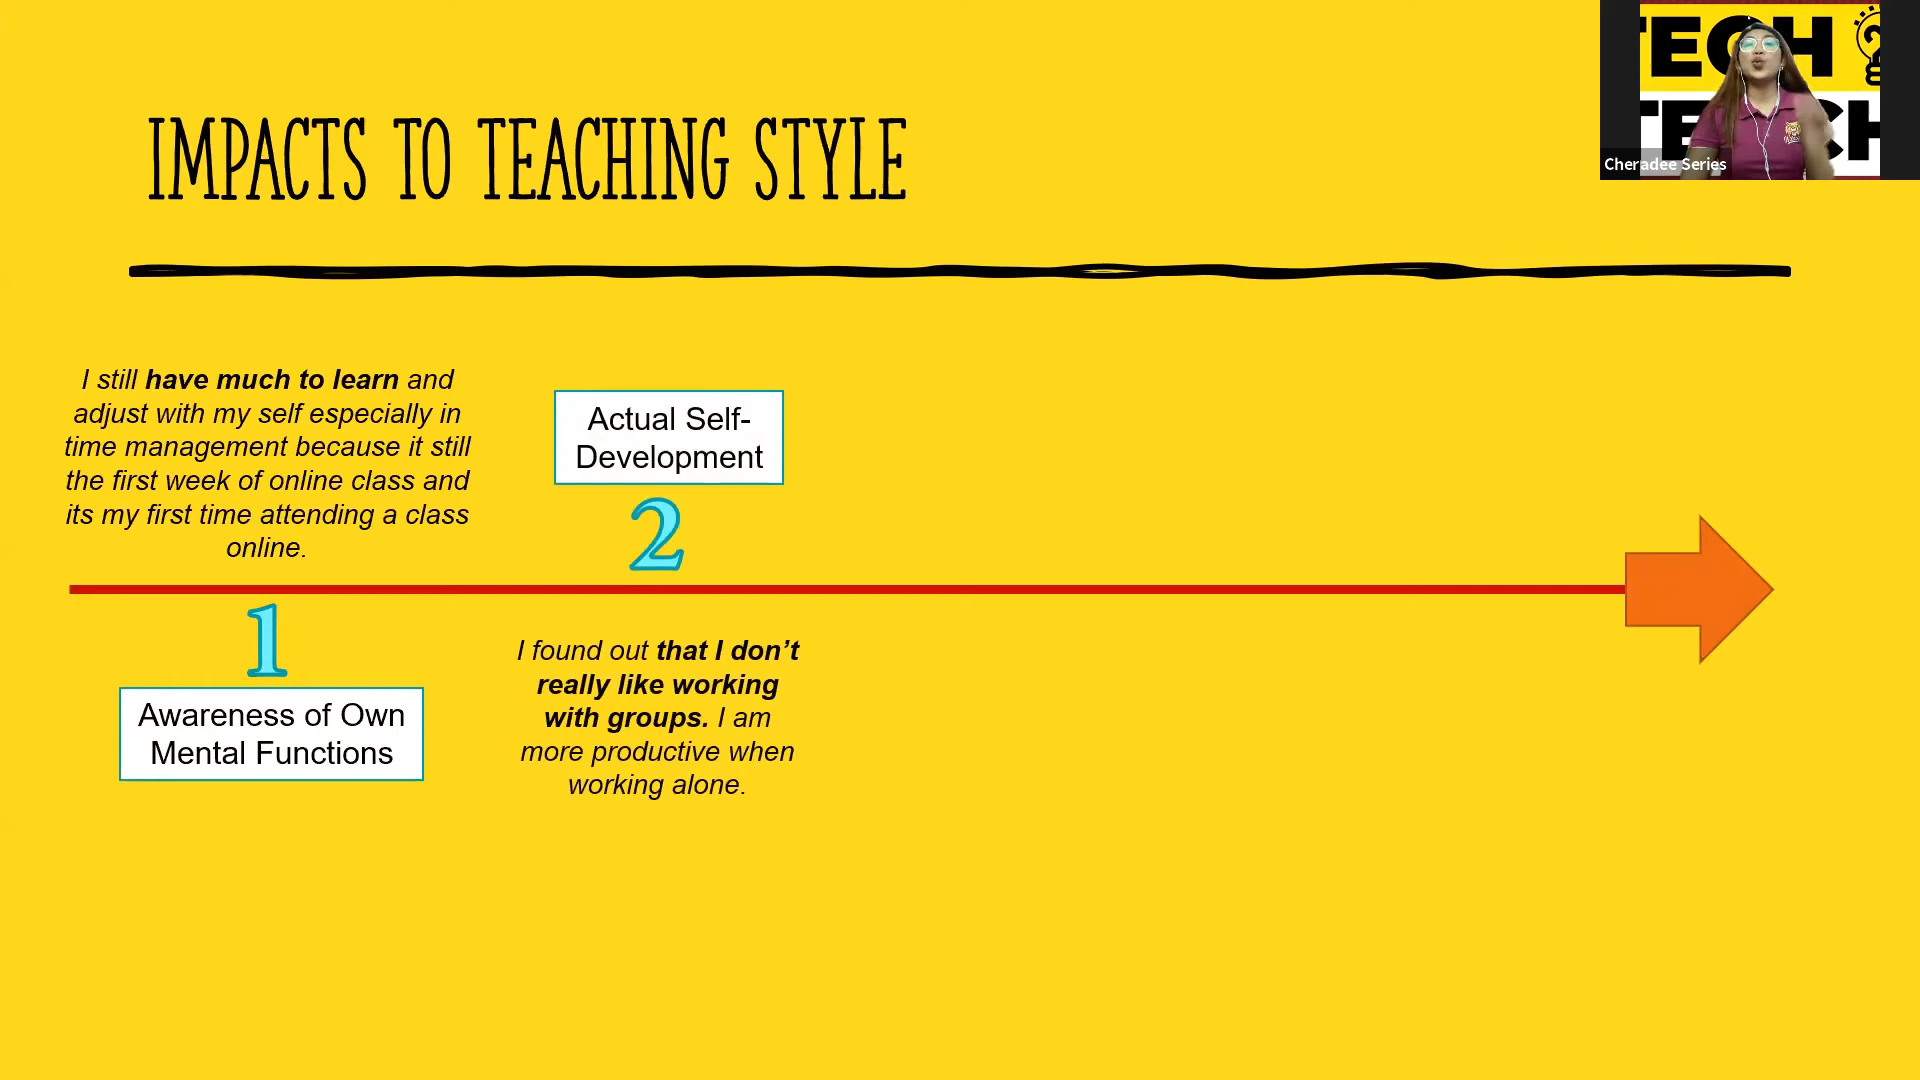 IMPACTS TO TEACHING STYLE
TECH
TECH
Cheradee Series
I still have much to learn and
adjust with my self especially in
time management because it still
the first week of online class and
its my first time attending a class
online.
Actual Self-
Development
2
1
Awareness of Own
Mental Functions
I found out that I don’t
really like working
with groups. I am
more productive when
working alone.